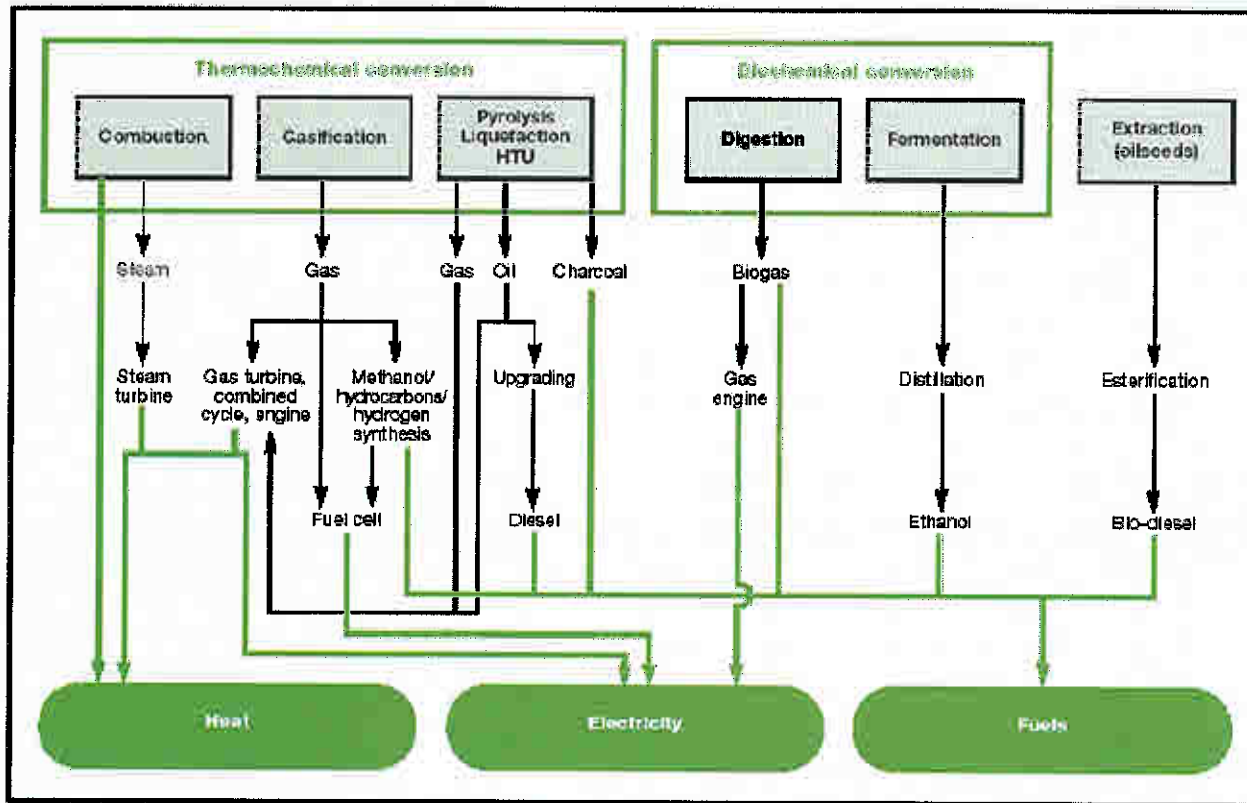 Thermochemical conversion
Biochemical conversion
Combustion
Gasification
Pyrolysis
Liquefaction
HTU
Digestion
Fermentation
Extraction
(oilseeds)
Steam
Gas
Gas
Oil
Charcoal
Biogas
Steam
turbine
Gas turbine,
combined
cycle, engine
Methanol/
hydrocarbons/
hydrogen
synthesis
Upgrading
Gas
engine
Distillation
Esterification
Fuel cell
Diesel
Ethanol
Bio-diesel
Heat
Electricity
Fuels